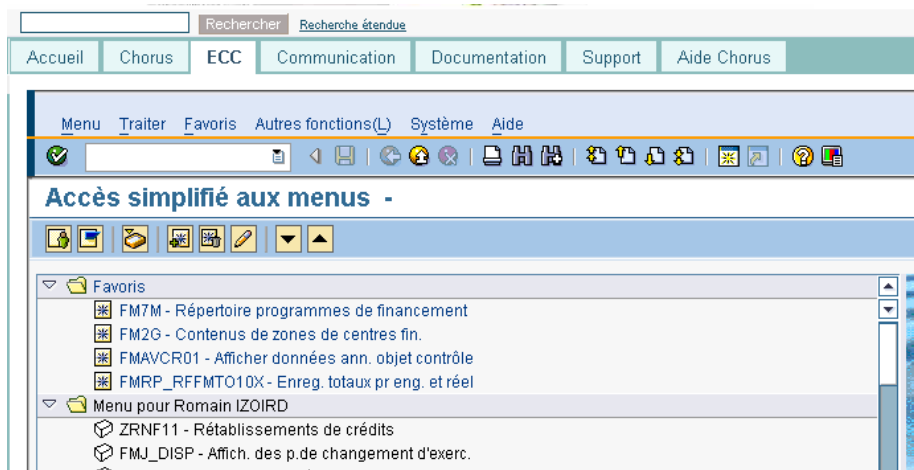 Rechercher Recherche étendue
Accueil Chorus ECC Communication Documentation Support Aide Chorus
Menu Traiter Favoris Autres fonctions(L) Système Aide
Accès simplifié aux menus -
Favoris
FM7M - Répertoire programmes de financement
FM2G - Contenus de zones de centres fin.
FMAVCR01 - Afficher données ann. objet contrôle
FMRP_RFFMTO10X - Enreg. totaux pr eng. et réel
Menu pour Romain IZOIRD
ZRNF11 - Rétablissements de crédits
FMJ_DISP - Affich. des p.de changement d'exerc.